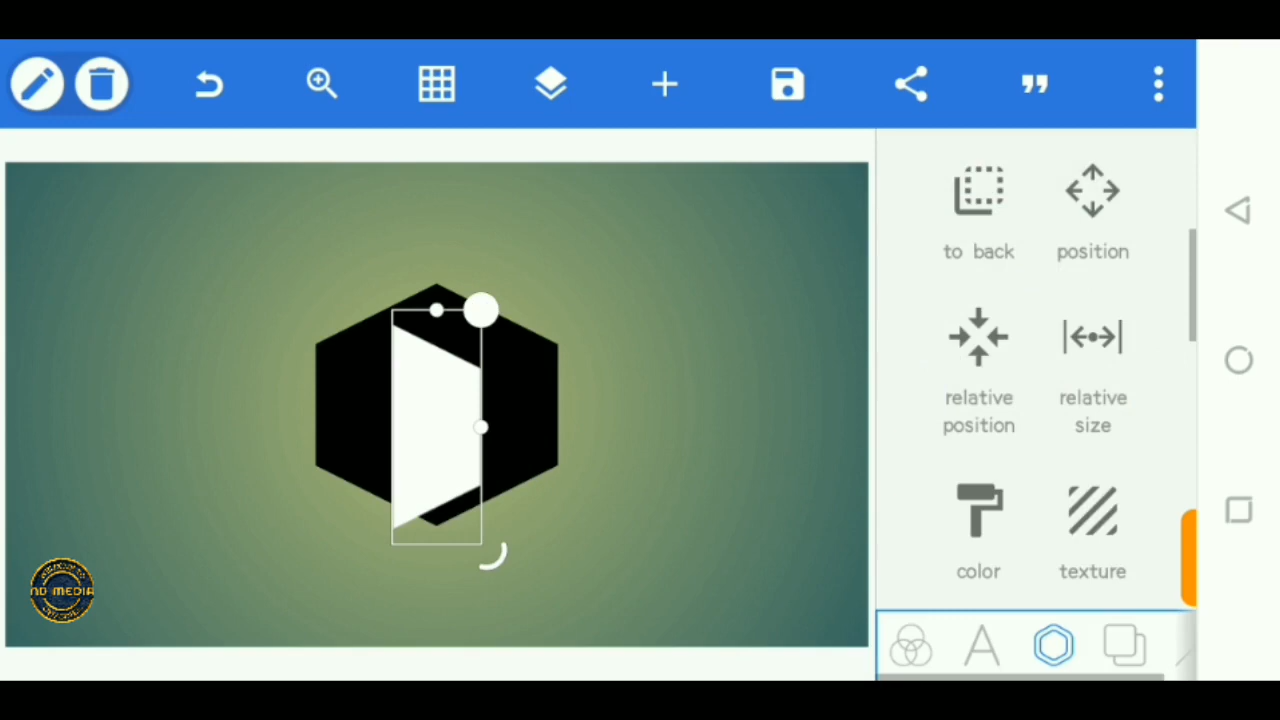 to back
position
relative
position
relative
size
color
texture
ND MEDIA